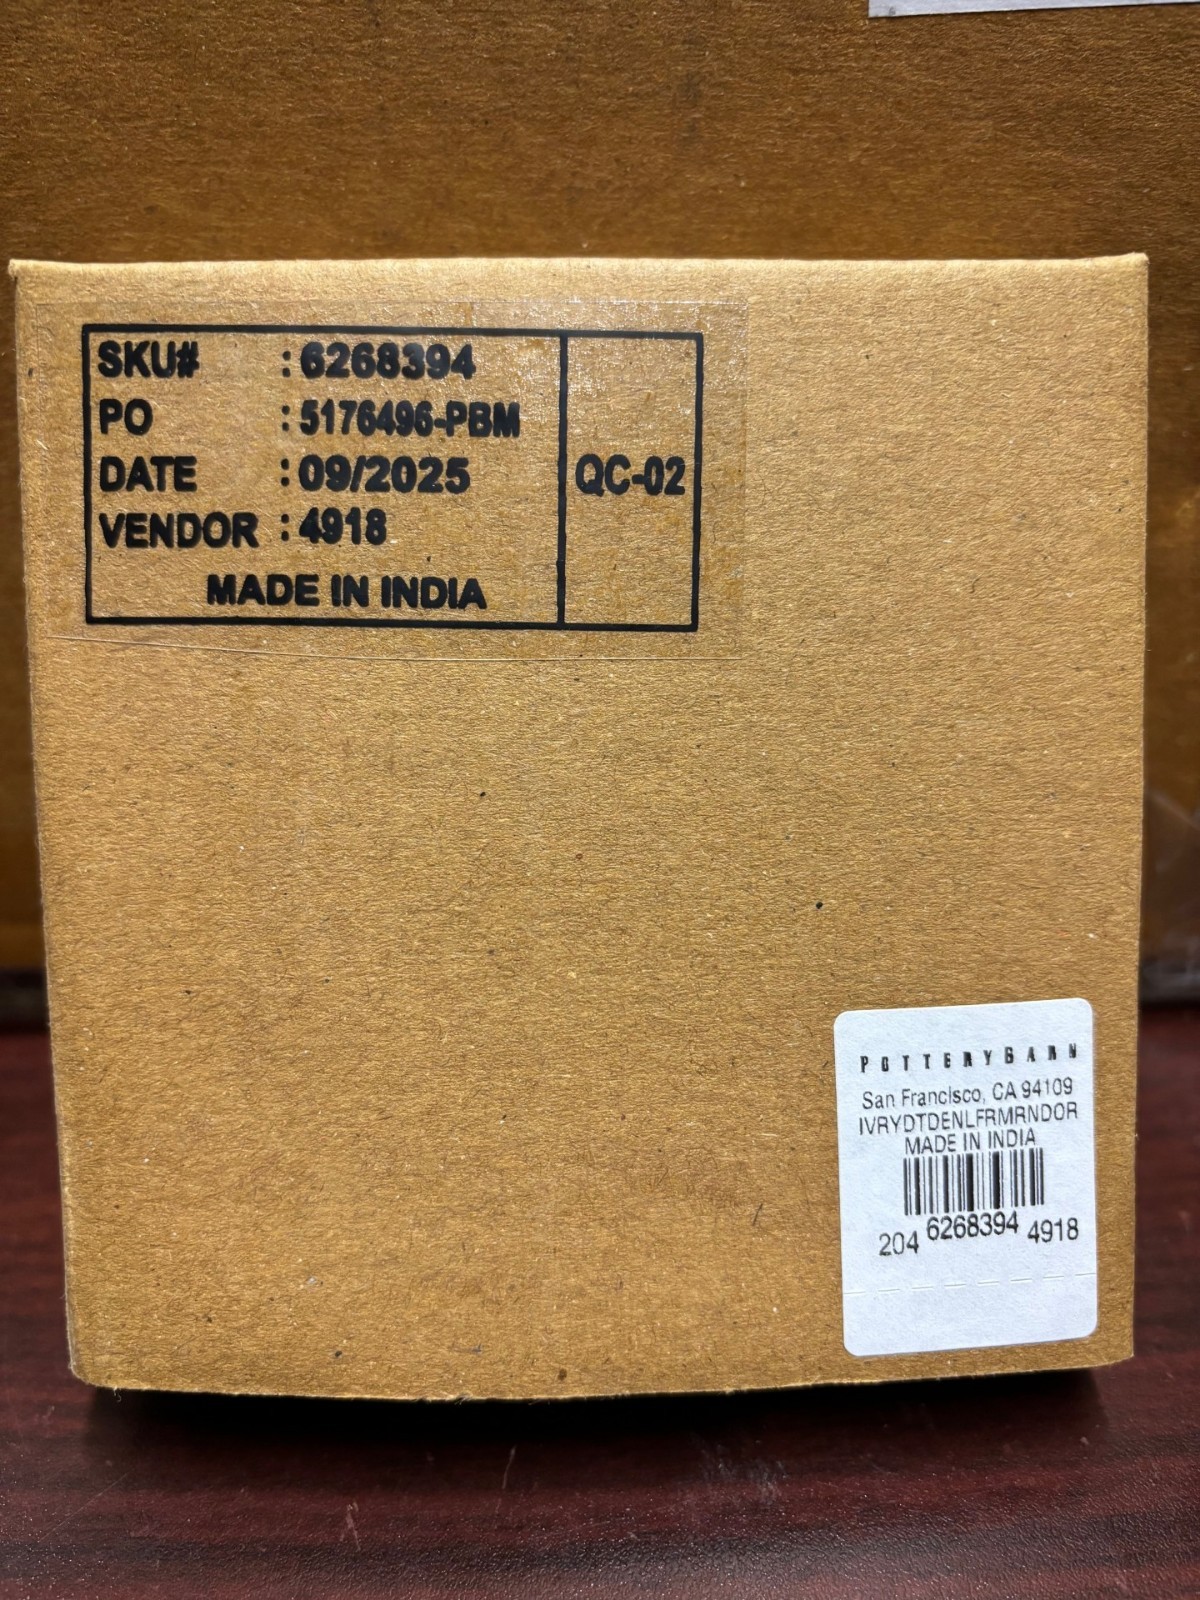 SKU# : 6268394
PO : 5176496-PBM
DATE : 09/2025
VENDOR : 4918
MADE IN INDIA
QC-02
POTTERYBARN
San Francisco, CA 94109
IVRYDTDENLFRMRNDOR
MADE IN INDIA
204 6268394 4918